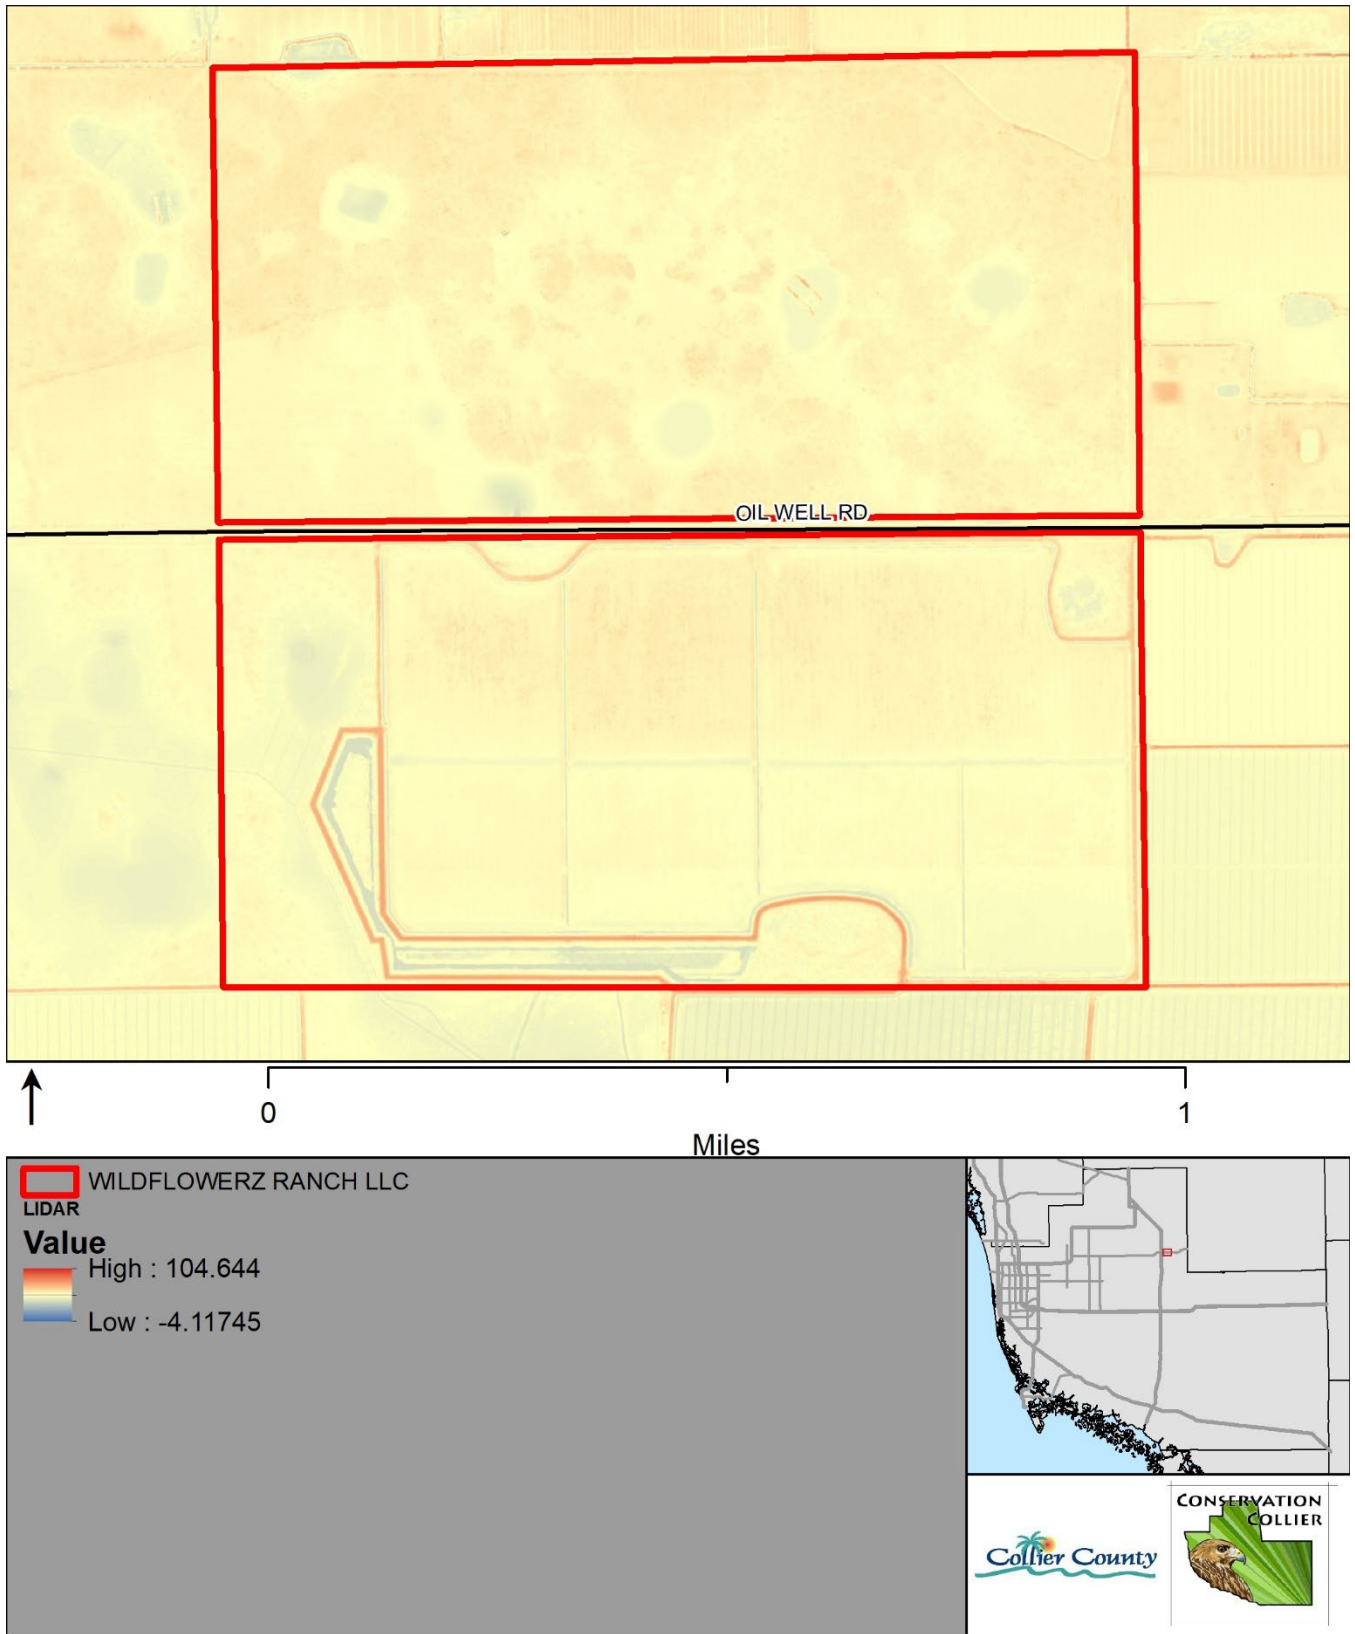 OIL WELL RD
0
1
Miles
WILDFLOWERZ RANCH LLC
LIDAR
Value
High : 104.644
Low : -4.11745
Collier County
CONSERVATION
COLLIER